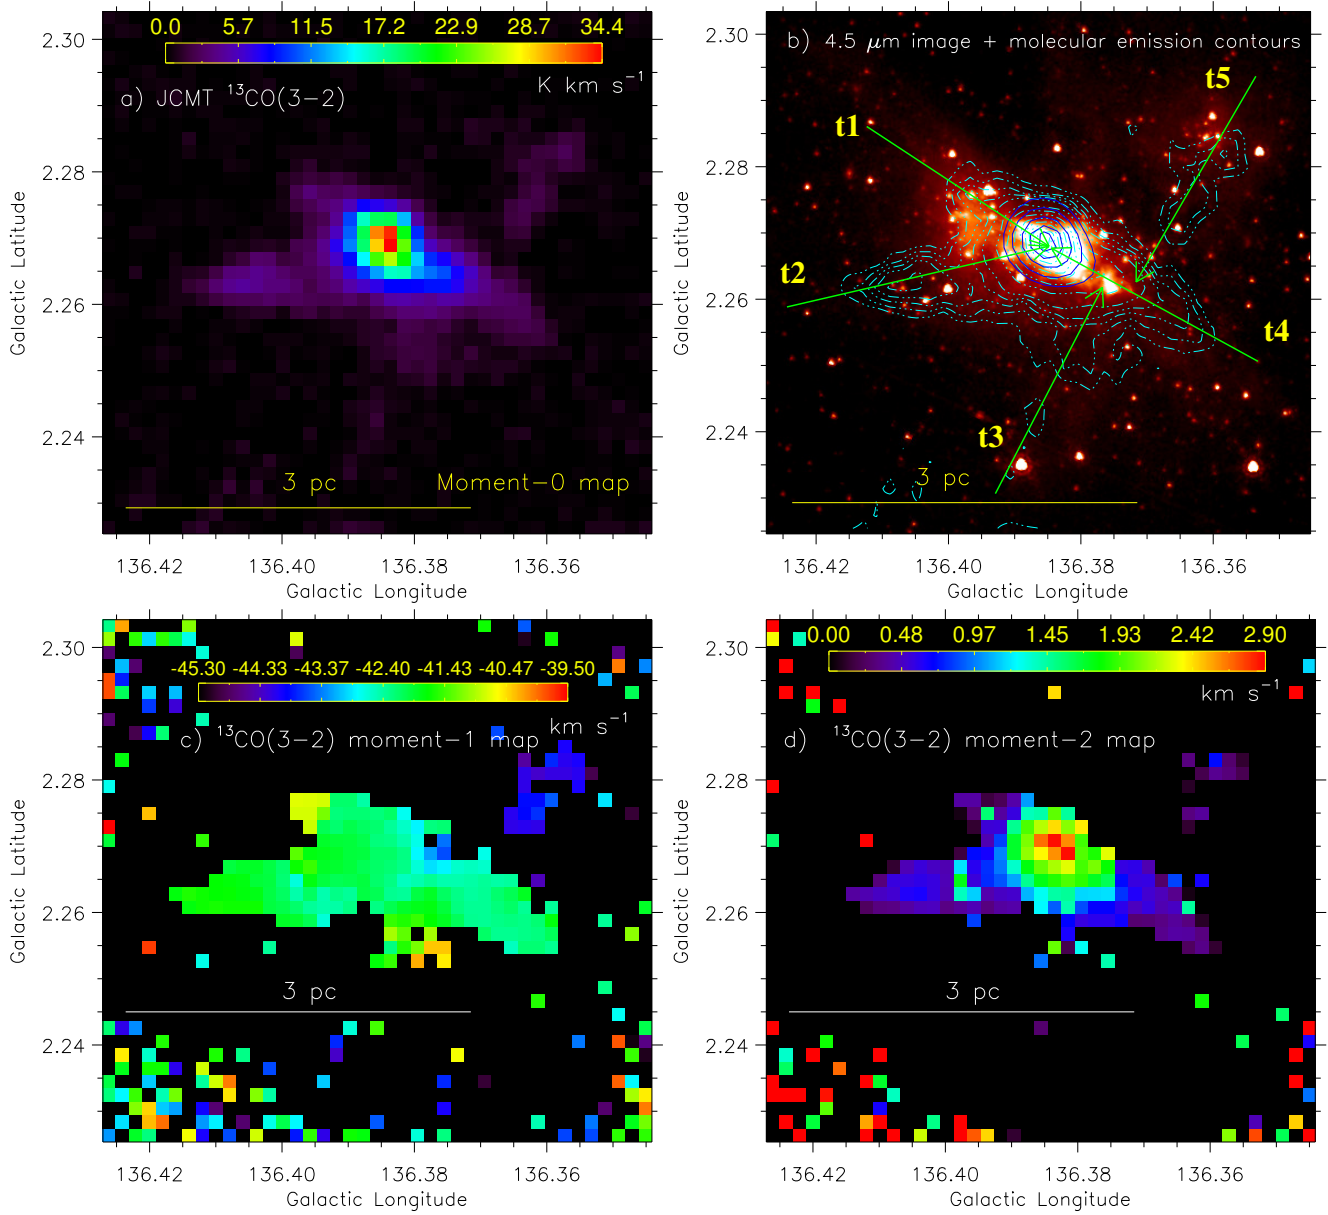 0.0 5.7 11.5 17.2 22.9 28.7 34.4
K km s⁻¹
a) JCMT ¹³CO(3−2)
2.30
2.28
2.26
2.24
Galactic Latitude
3 pc
Moment−0 map
136.42 136.40 136.38 136.36
Galactic Longitude
b) 4.5 μm image + molecular emission contours
t5
t1
t2
t4
t3
2.30
2.28
2.26
2.24
Galactic Latitude
3 pc
136.42 136.40 136.38 136.36
Galactic Longitude
-45.30 -44.33 -43.37 -42.40 -41.43 -40.47 -39.50
km s⁻¹
c) ¹³CO(3−2) moment−1 map
2.30
2.28
2.26
2.24
Galactic Latitude
3 pc
136.42 136.40 136.38 136.36
Galactic Longitude
0.00 0.48 0.97 1.45 1.93 2.42 2.90
km s⁻¹
d) ¹³CO(3−2) moment−2 map
2.30
2.28
2.26
2.24
Galactic Latitude
3 pc
136.42 136.40 136.38 136.36
Galactic Longitude